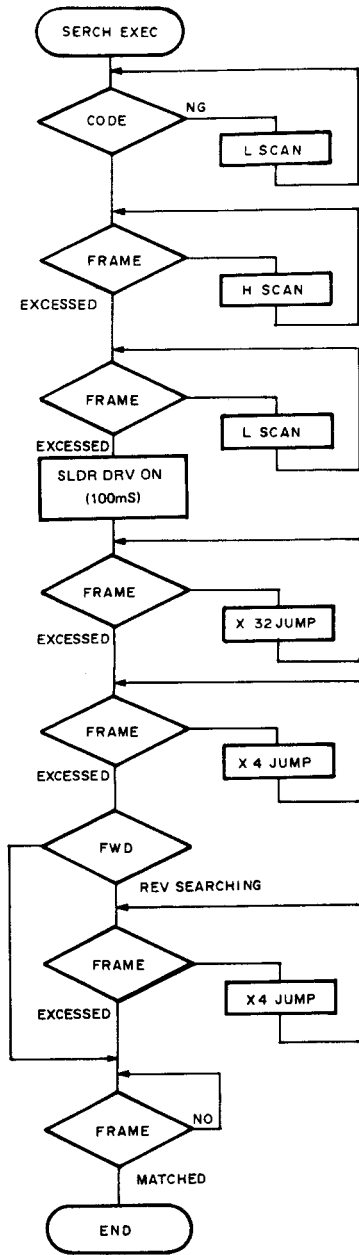 SERCH EXEC
CODE
NG
L SCAN
FRAME
H SCAN
EXCESSED
FRAME
L SCAN
EXCESSED
SLDR DRV ON
(100mS)
FRAME
X 32 JUMP
EXCESSED
FRAME
X 4 JUMP
EXCESSED
FWD
REV SEARCHING
FRAME
X4 JUMP
EXCESSED
FRAME
NO
MATCHED
END